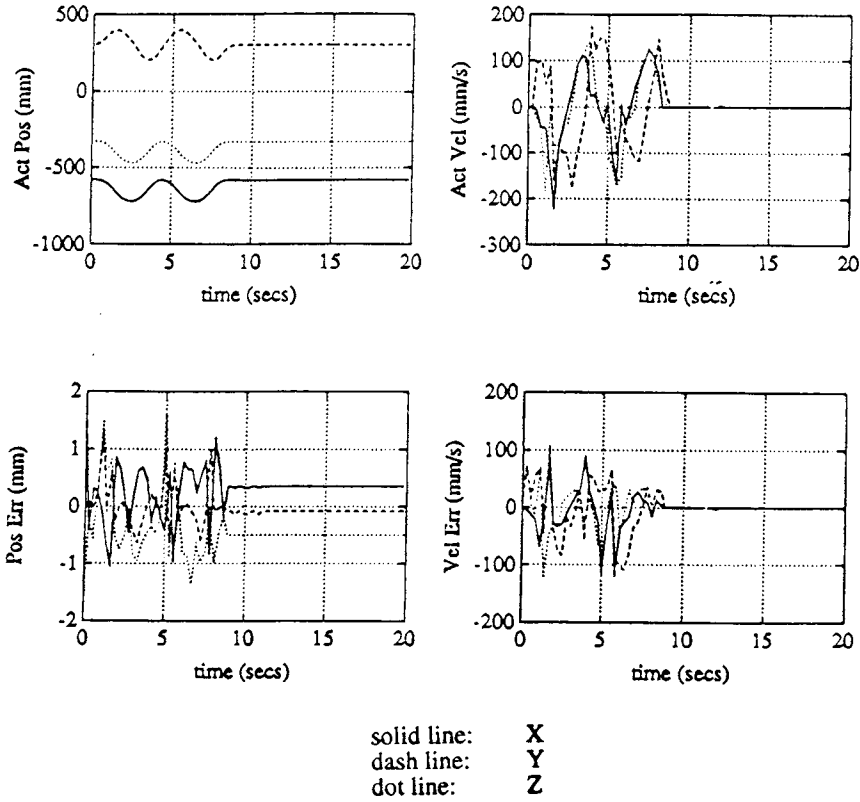 500
0
-500
-1000
Act Pos (mm)
0 5 10 15 20
time (secs)
200
100
0
-100
-200
-300
Act Vel (mm/s)
0 5 10 15 20
time (secs)
2
1
0
-1
-2
Pos Err (mm)
0 5 10 15 20
time (secs)
200
100
0
-100
-200
Vel Err (mm/s)
0 5 10 15 20
time (secs)
solid line: X
dash line: Y
dot line: Z